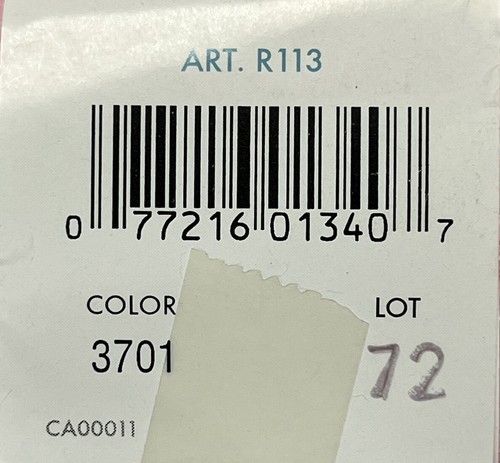 ART. R113
0 77216 01340 7
COLOR LOT
3701 72
CA00011